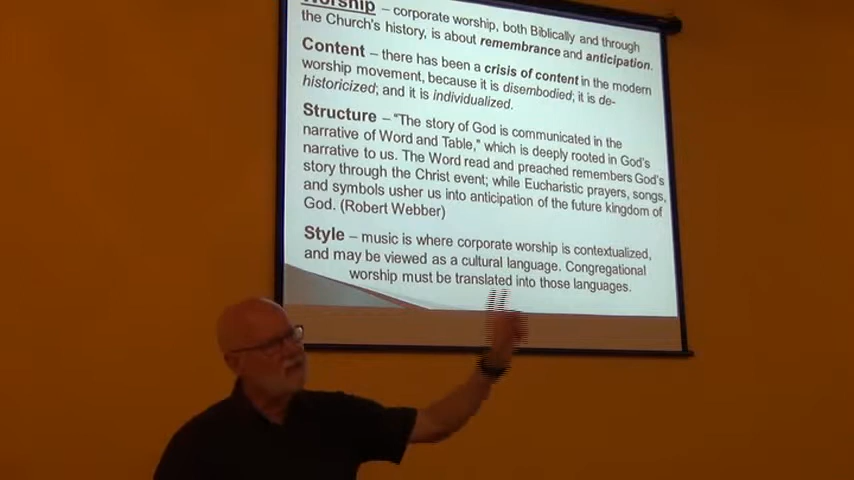 Worship – corporate worship, both Biblically and through
the Church's history, is about remembrance and anticipation.
Content – there has been a crisis of content in the modern
worship movement, because it is disembodied; it is de-
historicized; and it is individualized.
Structure – "The story of God is communicated in the
narrative of Word and Table," which is deeply rooted in God's
narrative to us. The Word read and preached remembers God's
story through the Christ event; while Eucharistic prayers, songs,
and symbols usher us into anticipation of the future kingdom of
God. (Robert Webber)
Style – music is where corporate worship is contextualized,
and may be viewed as a cultural language. Congregational
worship must be translated into those languages.